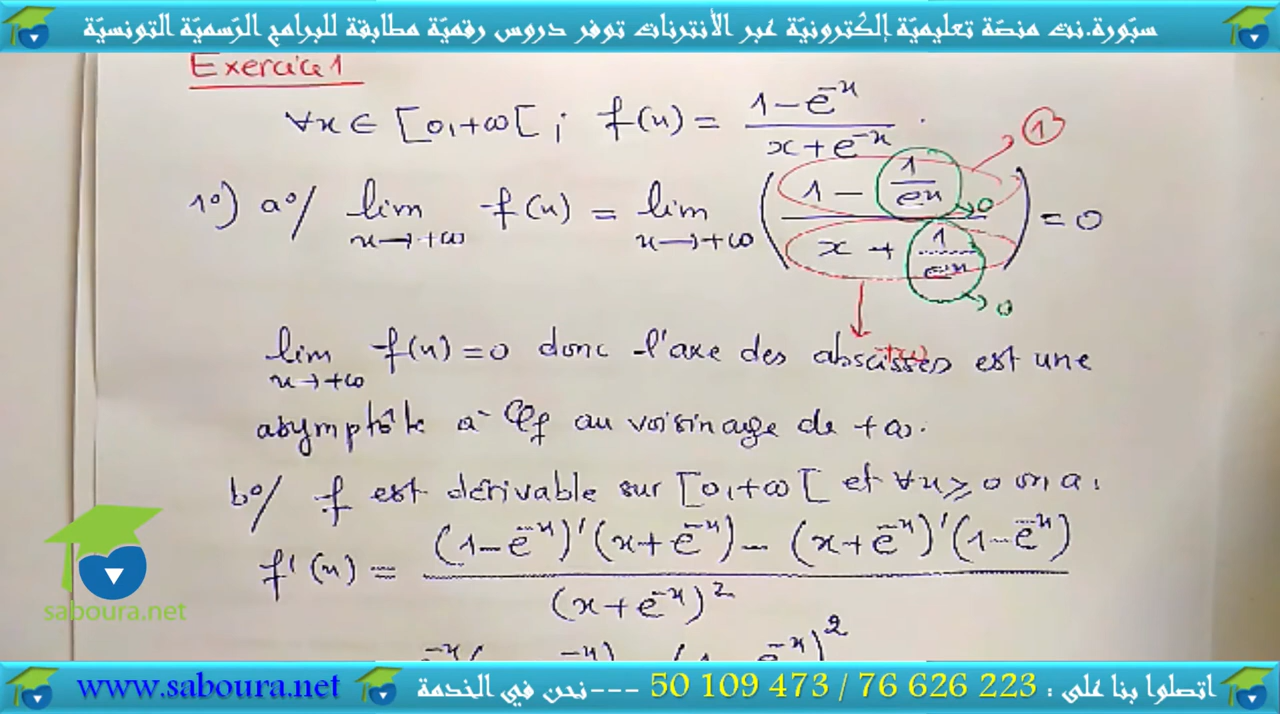 سبّورة.نت منصّة تعليميّة إلكترونيّة عبر الأنترنات توفر دروس رقميّة مطابقة للبرامج الرّسميّة التونسيّة
Exercice 1
∀x ∈ [0,+∞[ ; f(x) = (1-e^-x)/(x+e^-x) .
①
1°) a°/ lim x→+∞ f(x) = lim x→+∞ ((1 - 1/e^x)/(x + 1/e^x)) = 0
→0
→0
+∞
lim x→+∞ f(x)=0 donc l'axe des abscisses est une
asymptôte à Cf au voisinage de +∞.
b°/ f est dérivable sur [0,+∞[ et ∀x≥0 on a :
f'(x) = ((1-e^-x)'(x+e^-x) - (x+e^-x)'(1-e^-x))/(x+e^-x)^2
saboura.net
www.saboura.net
اتصلوا بنا على : 223 626 76 / 473 109 50 ---نحن في الخدمة